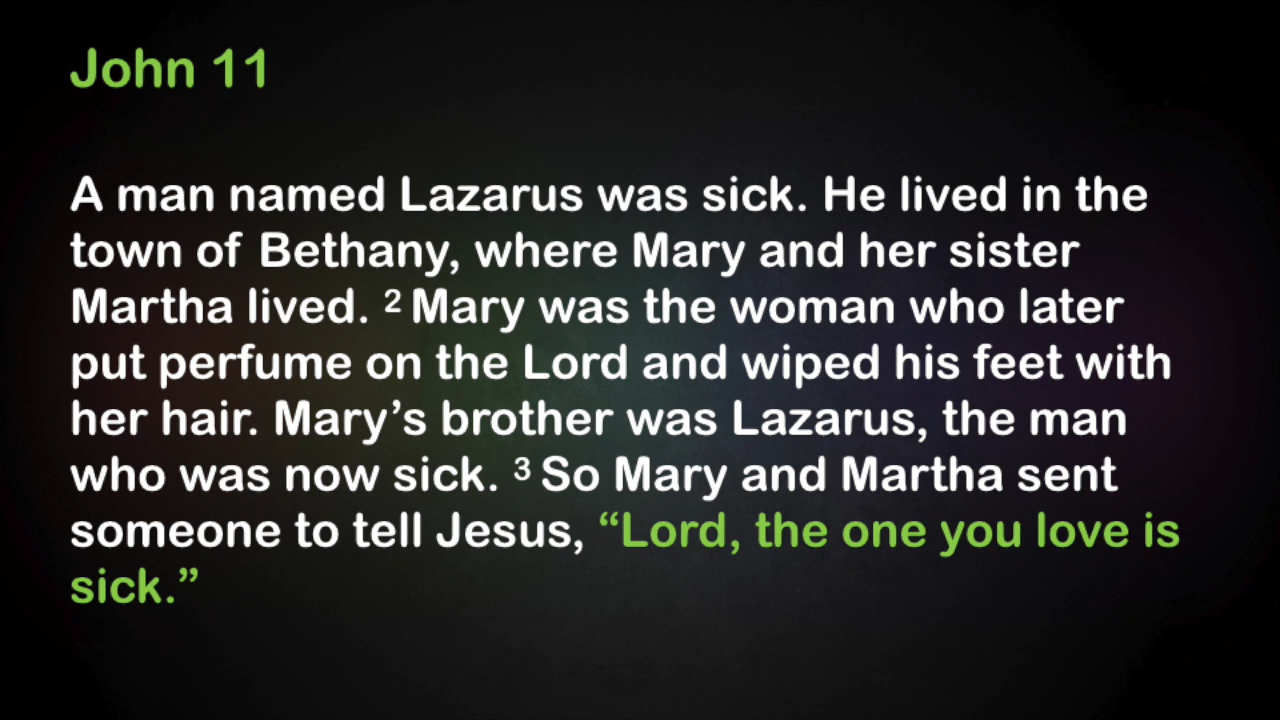 John 11
A man named Lazarus was sick. He lived in the
town of Bethany, where Mary and her sister
Martha lived. ² Mary was the woman who later
put perfume on the Lord and wiped his feet with
her hair. Mary’s brother was Lazarus, the man
who was now sick. ³ So Mary and Martha sent
someone to tell Jesus, “Lord, the one you love is
sick.”